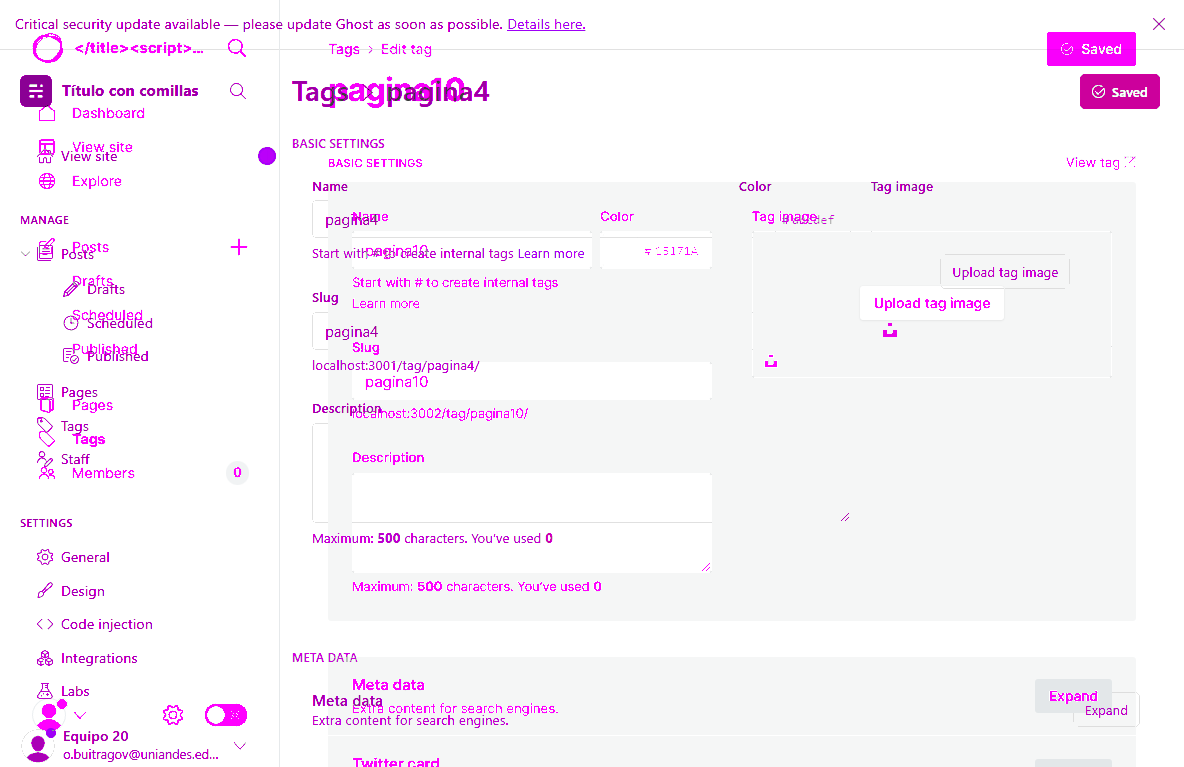 Critical security update available — please update Ghost as soon as possible. Details here.
</title><script>...
Tags › Edit tag
Saved
Título con comillas
Tags
pagina10
pagina4
Saved
Dashboard
View site
View site
Explore
MANAGE
Posts
Posts
Drafts
Drafts
Scheduled
Scheduled
Published
Published
Pages
Pages
Tags
Tags
Staff
Members
0
SETTINGS
General
Design
Code injection
Integrations
Labs
Equipo 20
o.buitragov@uniandes.ed...
BASIC SETTINGS
BASIC SETTINGS
View tag
Name
Color
Tag image
Name
Color
Tag image
pagina4
pagina10
# 15171A
Start with # to create internal tags Learn more
Start with # to create internal tags
Learn more
Upload tag image
Upload tag image
Slug
pagina4
localhost:3001/tag/pagina4/
Slug
pagina10
localhost:3002/tag/pagina10/
Description
Description
Maximum: 500 characters. You've used 0
Maximum: 500 characters. You've used 0
META DATA
Meta data
Extra content for search engines.
Expand
Meta data
Extra content for search engines.
Expand
Twitter card